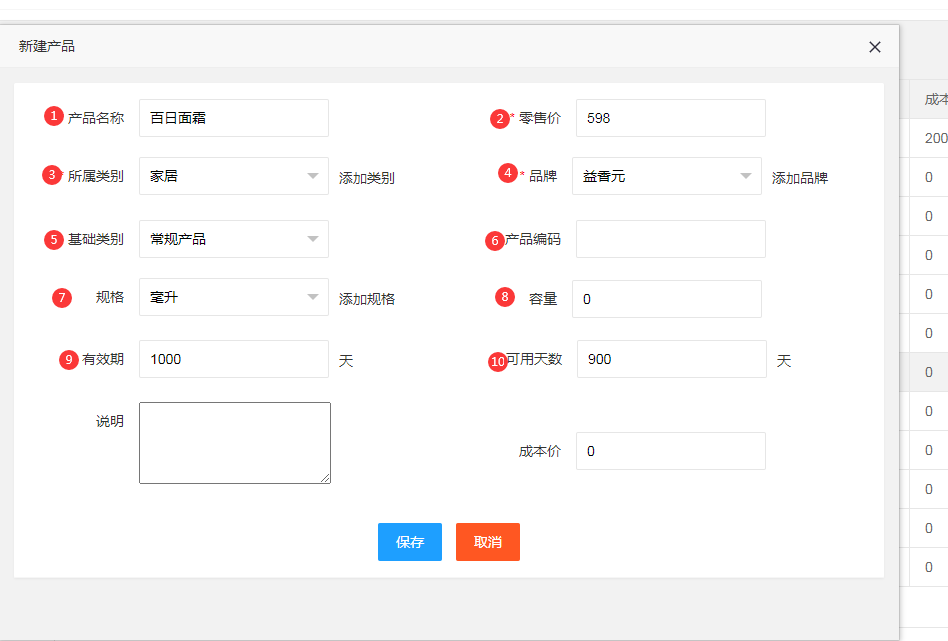 新建产品
成本
1 产品名称 百日面霜 2 * 零售价 598
200
3 * 所属类别 家居 添加类别 4 * 品牌 益香元 添加品牌
0
0
5 基础类别 常规产品 6 产品编码
0
7 规格 毫升 添加规格 8 容量 0
0
0
9 有效期 1000 天 10 可用天数 900 天
0
0
说明
0
成本价 0
0
0
保存 取消
0
0